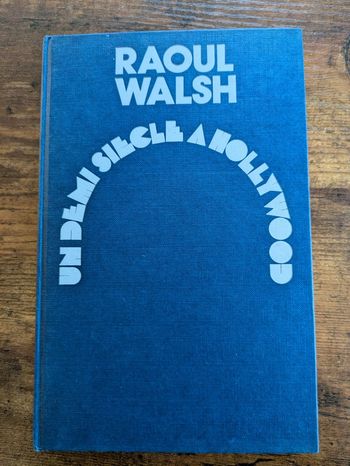 RAOUL
WALSH
UN DEMI SIECLE A HOLLYWOOD